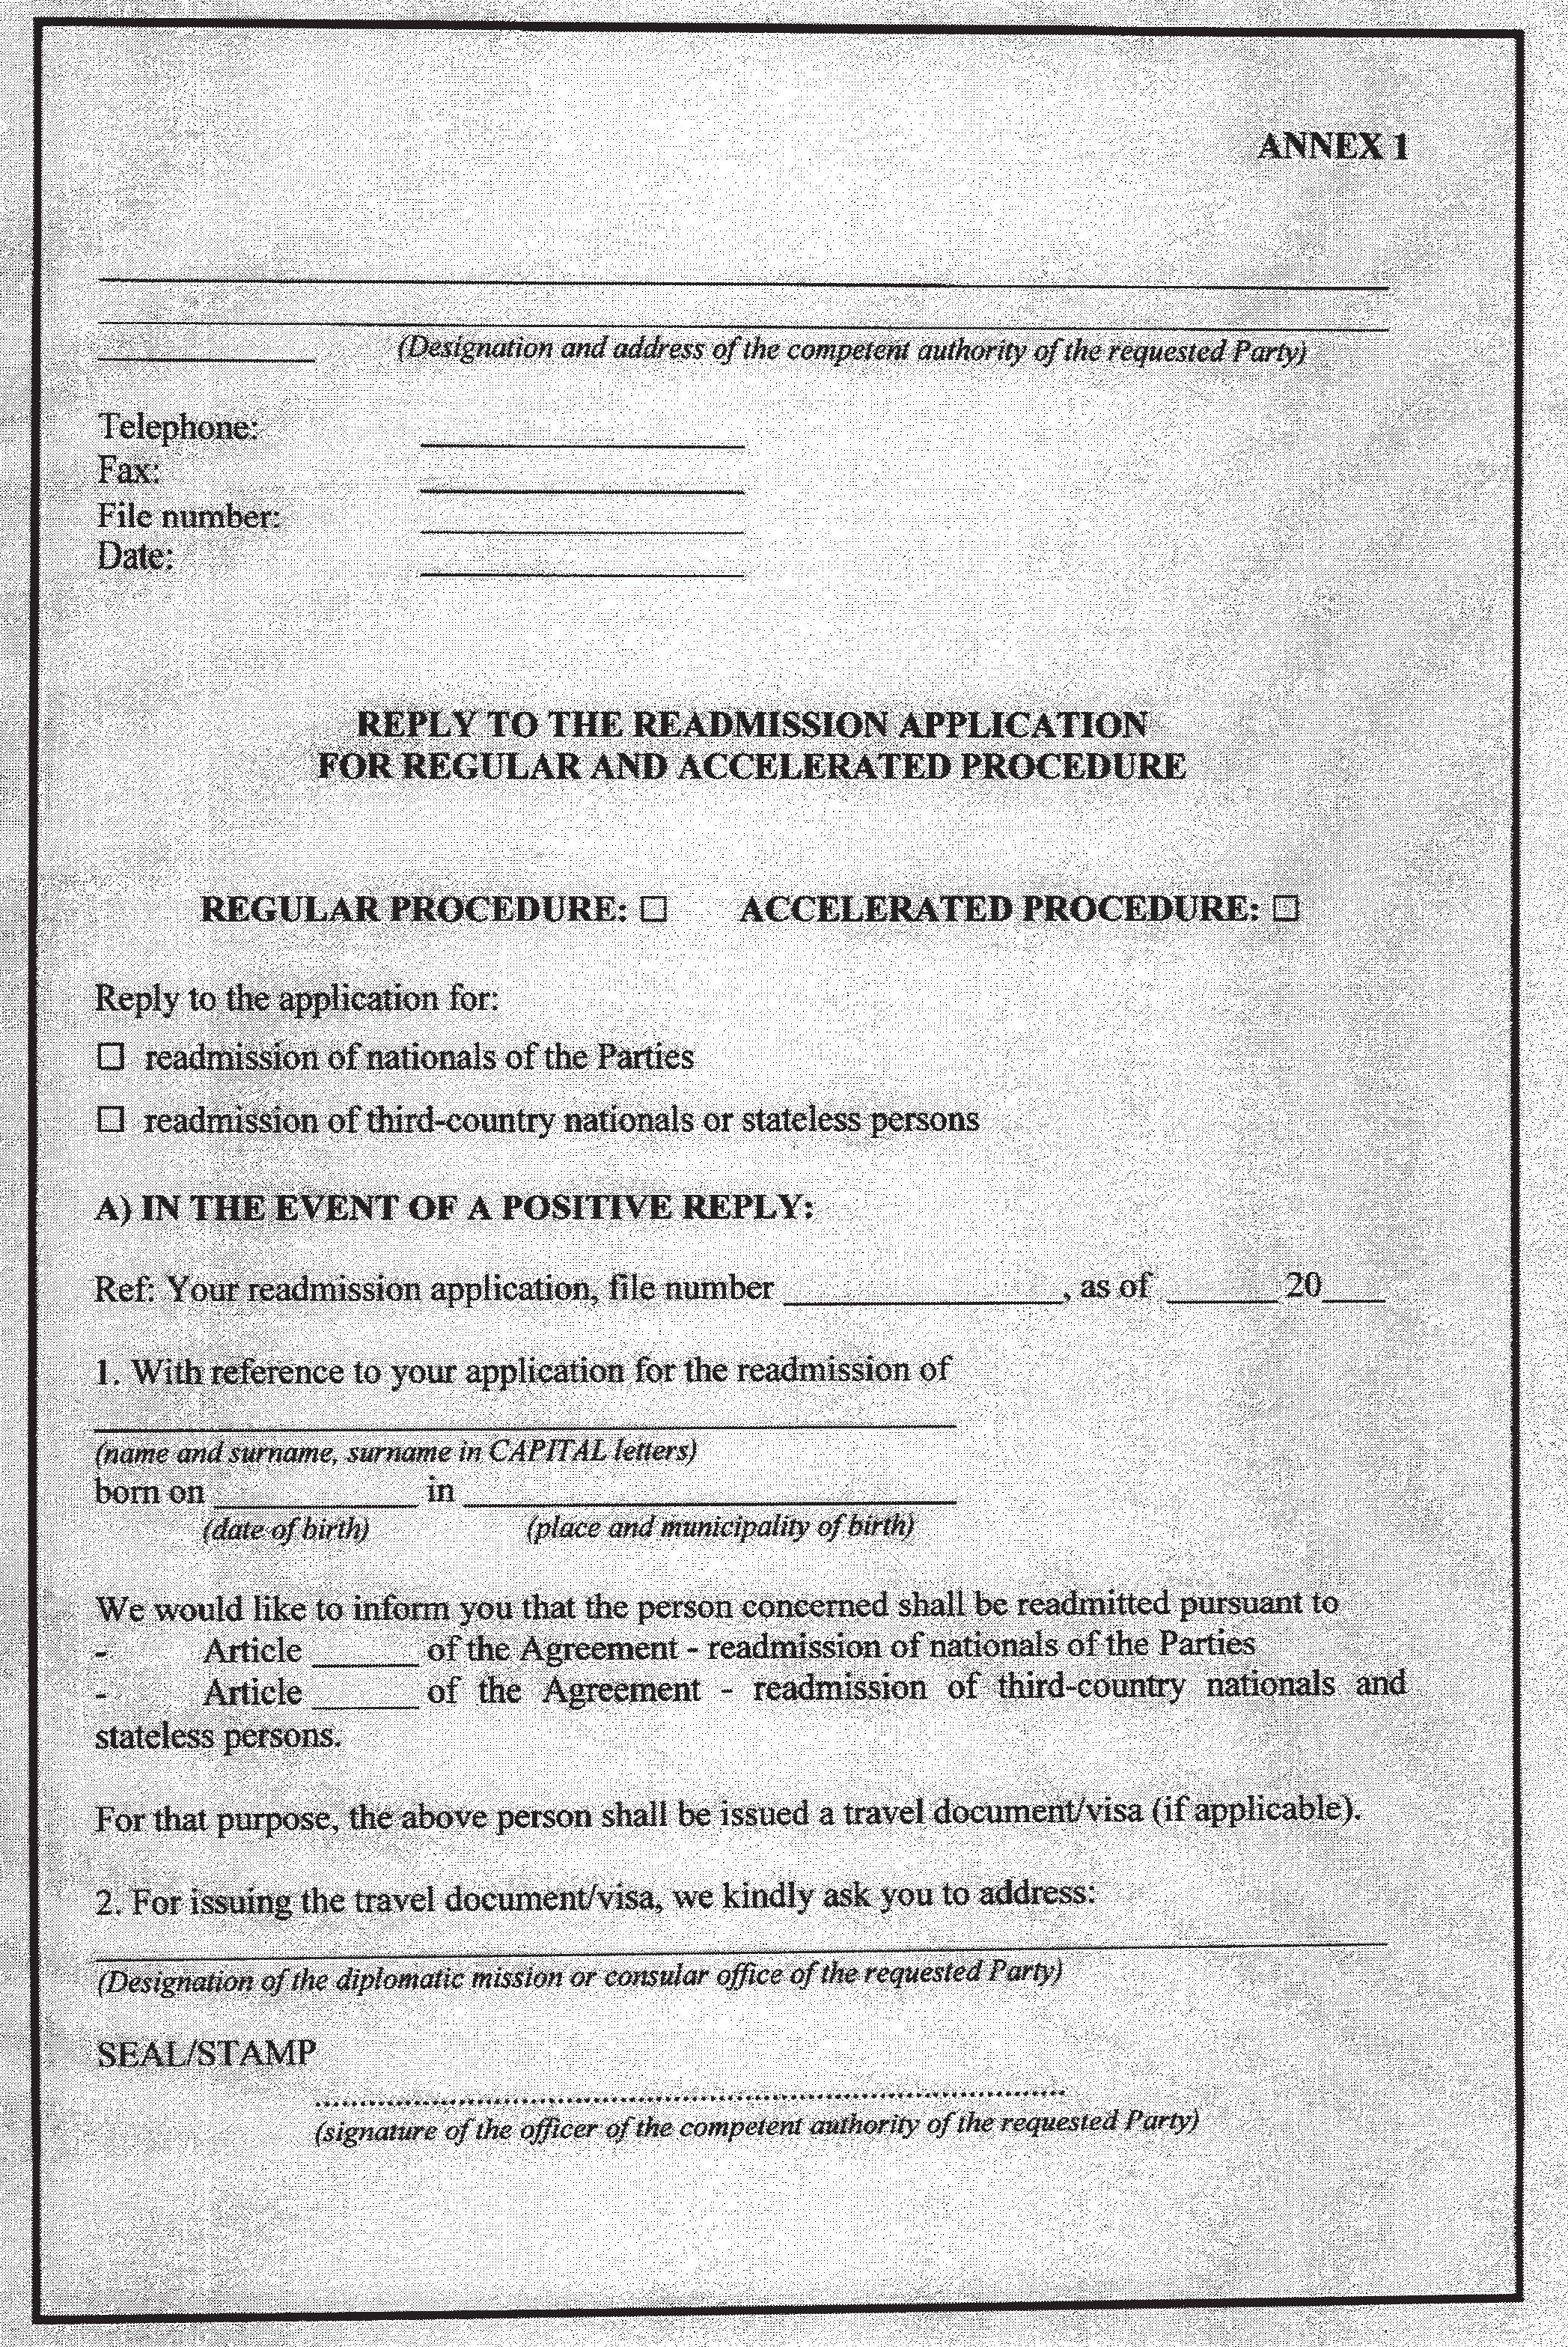 ANNEX 1
(Designation and address of the competent authority of the requested Party)
Telephone:
Fax:
File number:
Date:
REPLY TO THE READMISSION APPLICATION
FOR REGULAR AND ACCELERATED PROCEDURE
REGULAR PROCEDURE: ☐ ACCELERATED PROCEDURE: ☐
Reply to the application for:
☐ readmission of nationals of the Parties
☐ readmission of third-country nationals or stateless persons
A) IN THE EVENT OF A POSITIVE REPLY:
Ref: Your readmission application, file number _______________, as of ______ 20___
1. With reference to your application for the readmission of
(name and surname, surname in CAPITAL letters)
born on ___________ in ___________________________
(date of birth) (place and municipality of birth)
We would like to inform you that the person concerned shall be readmitted pursuant to
- Article ______ of the Agreement - readmission of nationals of the Parties
- Article ______ of the Agreement - readmission of third-country nationals and
stateless persons.
For that purpose, the above person shall be issued a travel document/visa (if applicable).
2. For issuing the travel document/visa, we kindly ask you to address:
(Designation of the diplomatic mission or consular office of the requested Party)
SEAL/STAMP
(signature of the officer of the competent authority of the requested Party)